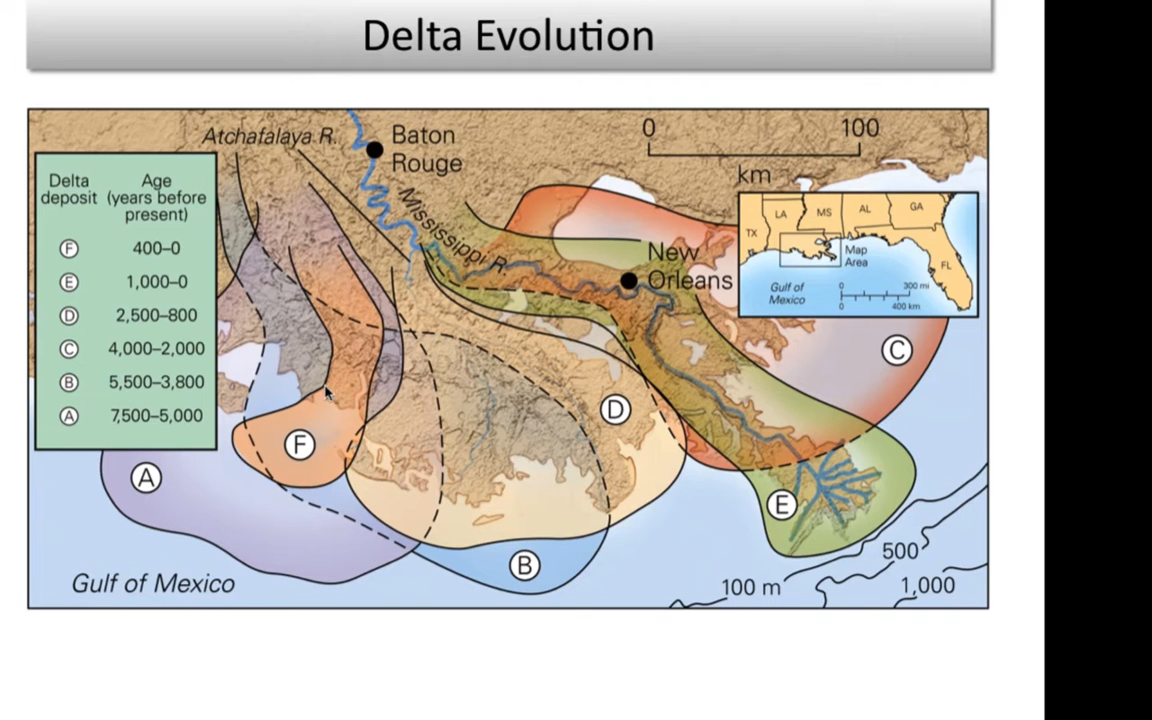 Delta Evolution
Atchafalaya R.
Baton
Rouge
Mississippi R.
New
Orleans
0 100
km
Delta deposit Age (years before present)
F 400–0
E 1,000–0
D 2,500–800
C 4,000–2,000
B 5,500–3,800
A 7,500–5,000
TX LA MS AL GA
FL
Map
Area
Gulf of
Mexico
0 300 mi
0 400 km
C
D
F
A
E
B
500
100 m
1,000
Gulf of Mexico